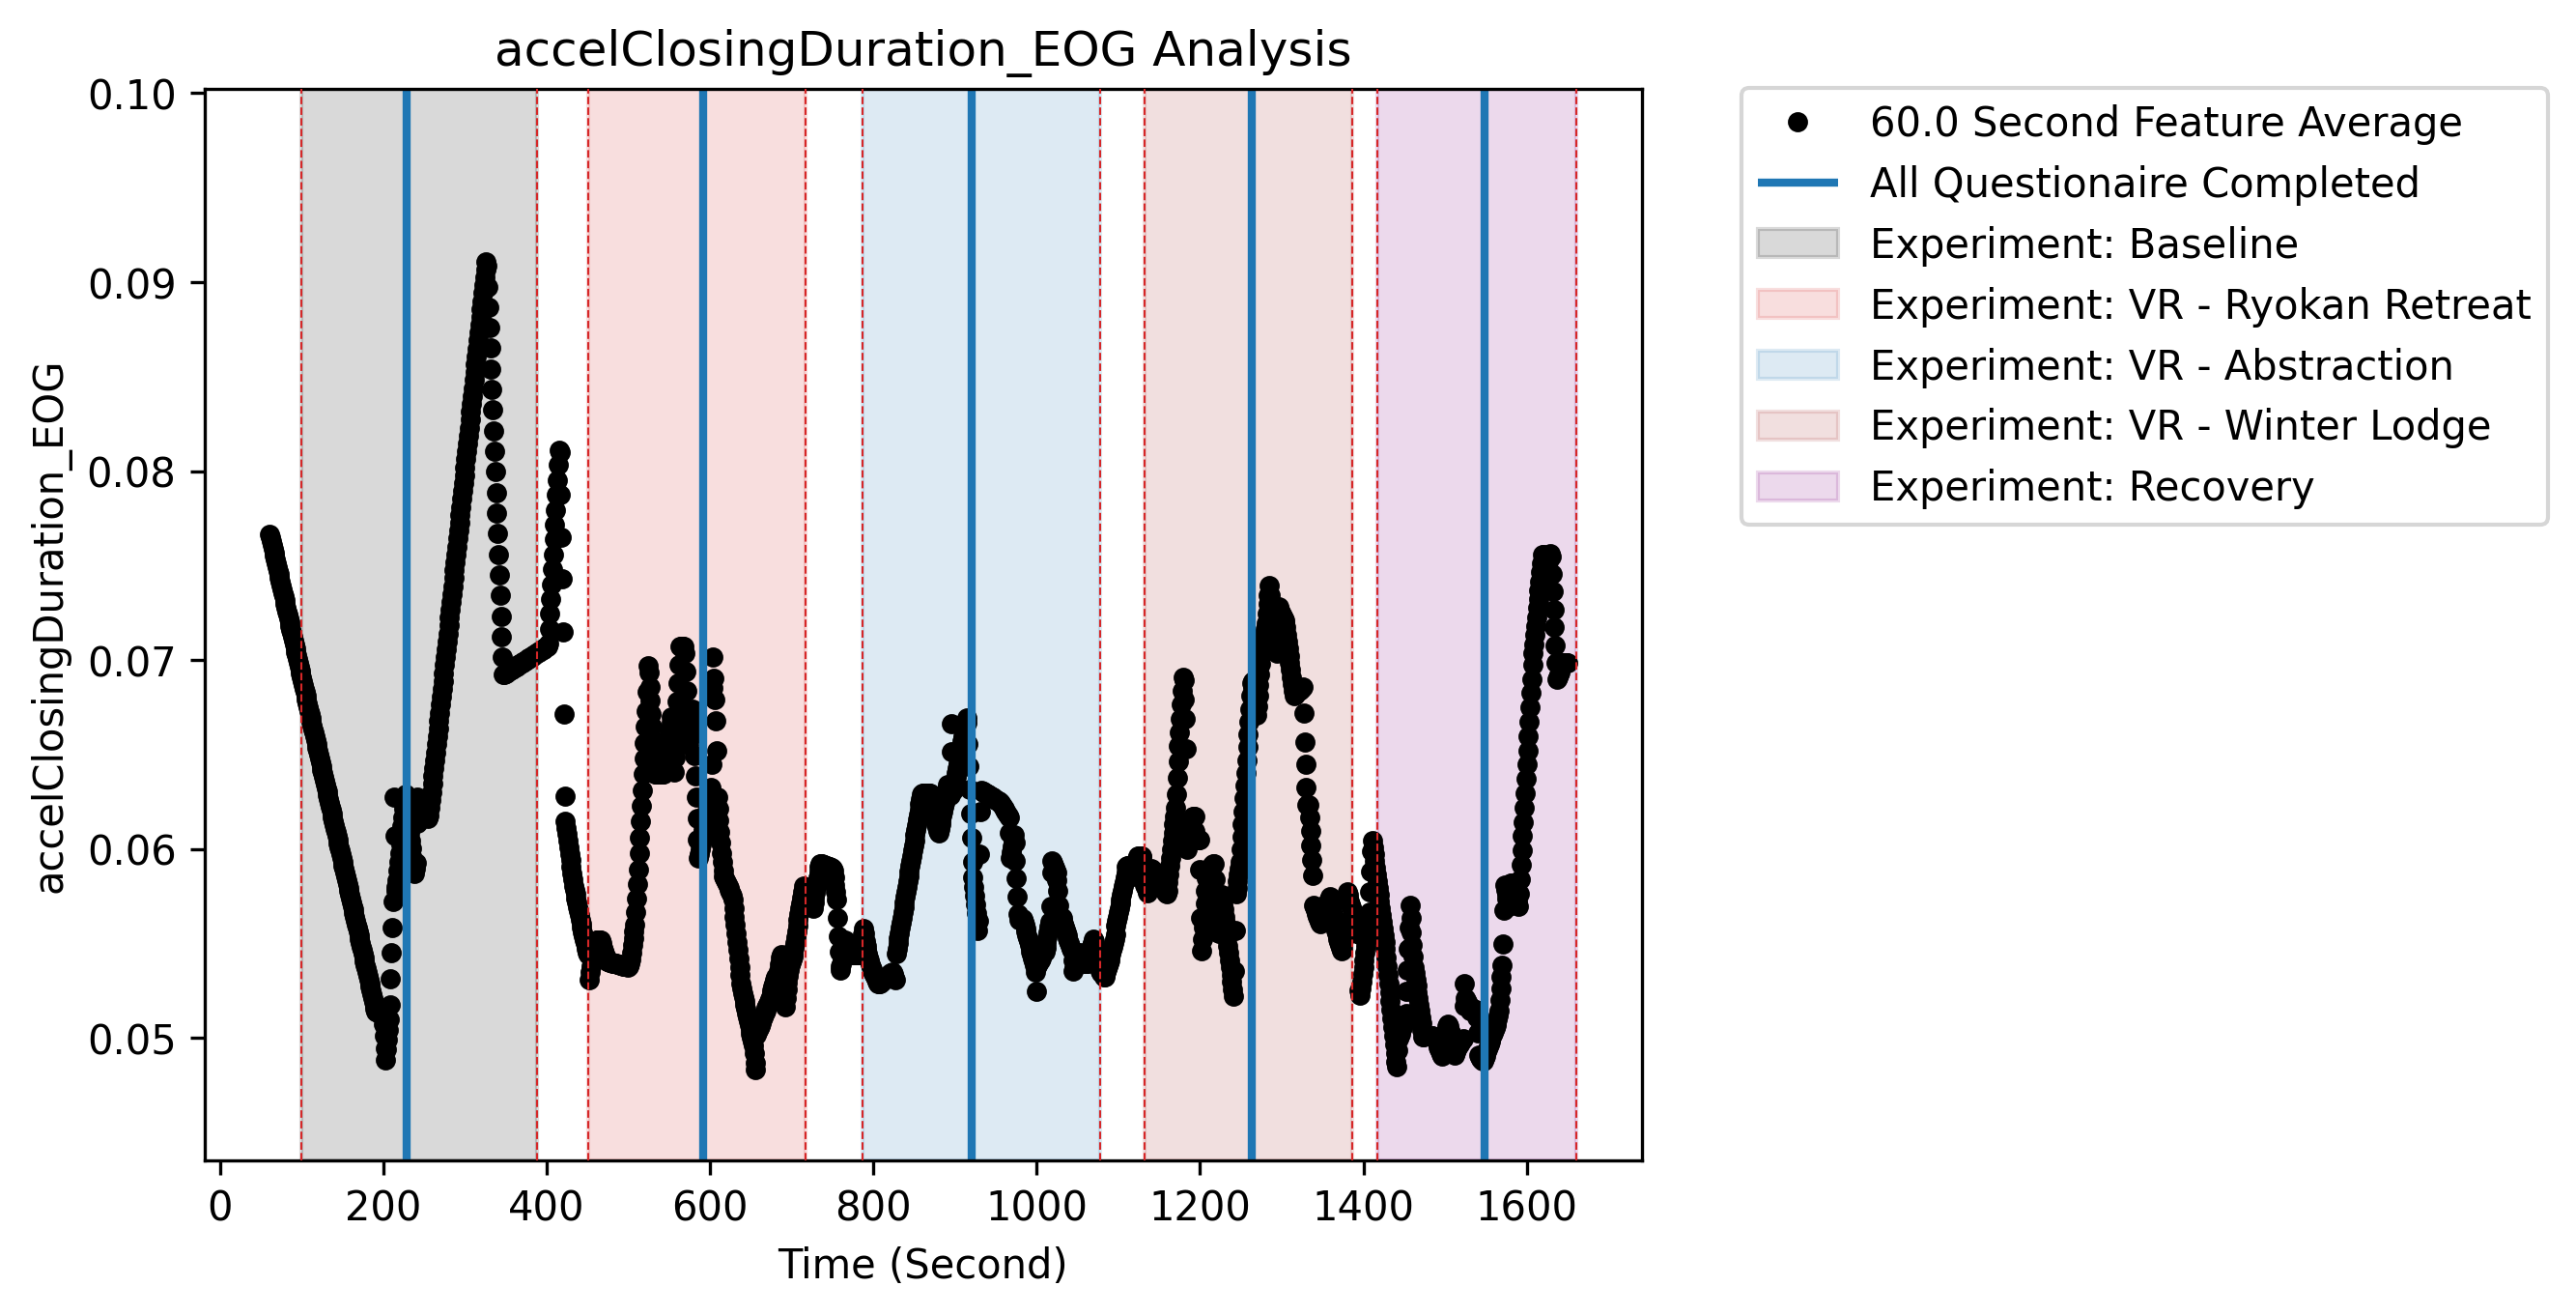 accelClosingDuration_EOG Analysis
accelClosingDuration_EOG
0.10
0.09
0.08
0.07
0.06
0.05
0 200 400 600 800 1000 1200 1400 1600
Time (Second)
60.0 Second Feature Average
All Questionaire Completed
Experiment: Baseline
Experiment: VR - Ryokan Retreat
Experiment: VR - Abstraction
Experiment: VR - Winter Lodge
Experiment: Recovery